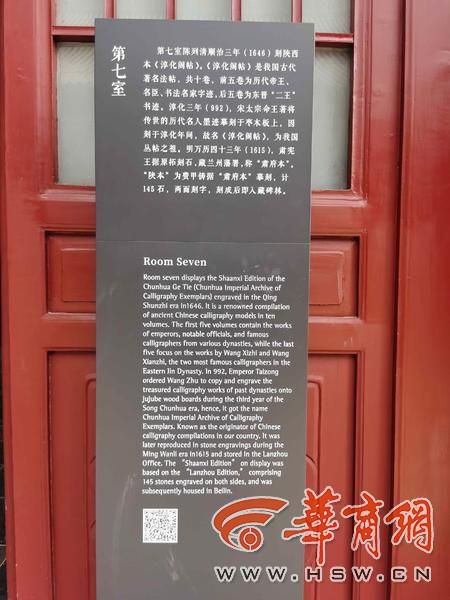 第七室
第七室陈列清顺治三年（1646）刻陕西
本《淳化阁帖》。《淳化阁帖》是我国古代
著名法帖，共十卷，前五卷为历代帝王、
名臣、书法名家字迹，后五卷为东晋“二王”
书迹。淳化三年（992），宋太宗命王著将
传世的历代名人墨迹摹刻于枣木板上，因
刻于淳化年间，故名《淳化阁帖》，为我国
丛帖之祖。明万历四十三年（1615），肃宪
王据原拓刻石，藏兰州藩署，称“肃府本”。
“陕本”为费甲铸据“肃府本”摹刻，计
145石，两面刻字，刻成后即入藏碑林。
Room Seven
Room seven displays the Shaanxi Edition of the
Chunhua Ge Tie (Chunhua Imperial Archive of
Calligraphy Exemplars) engraved in the Qing
Shunzhi era in1646. It is a renowned compilation
of ancient Chinese calligraphy models in ten
volumes. The first five volumes contain the works
of emperors, notable officials, and famous
calligraphers from various dynasties, while the last
five focus on the works by Wang Xizhi and Wang
Xianzhi, the two most famous calligraphers in the
Eastern Jin Dynasty. In 992, Emperor Taizong
ordered Wang Zhu to copy and engrave the
treasured calligraphy works of past dynasties onto
jujube wood boards during the third year of the
Song Chunhua era, hence, it got the name
Chunhua Imperial Archive of Calligraphy
Exemplars. Known as the originator of Chinese
calligraphy compilations in our country. It was
later reproduced in stone engravings during the
Ming Wanli era in1615 and stored in the Lanzhou
Office. The “Shaanxi Edition” on display was
based on the “Lanzhou Edition,” comprising
145 stones engraved on both sides, and was
subsequently housed in Beilin.
華商網
WWW.HSW.CN